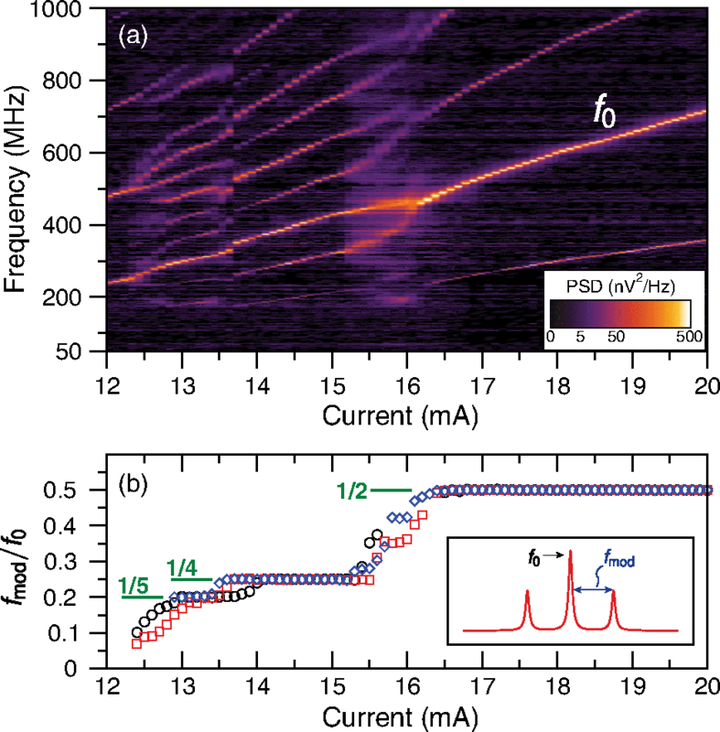 1000
800
600
400
200
50
Frequency (MHz)
(a)
f0
PSD (nV²/Hz)
0 5 50 500
12 13 14 15 16 17 18 19 20
Current (mA)
(b)
0.5
0.4
0.3
0.2
0.1
0
fmod/f0
1/2
1/4
1/5
f0
fmod
12 13 14 15 16 17 18 19 20
Current (mA)